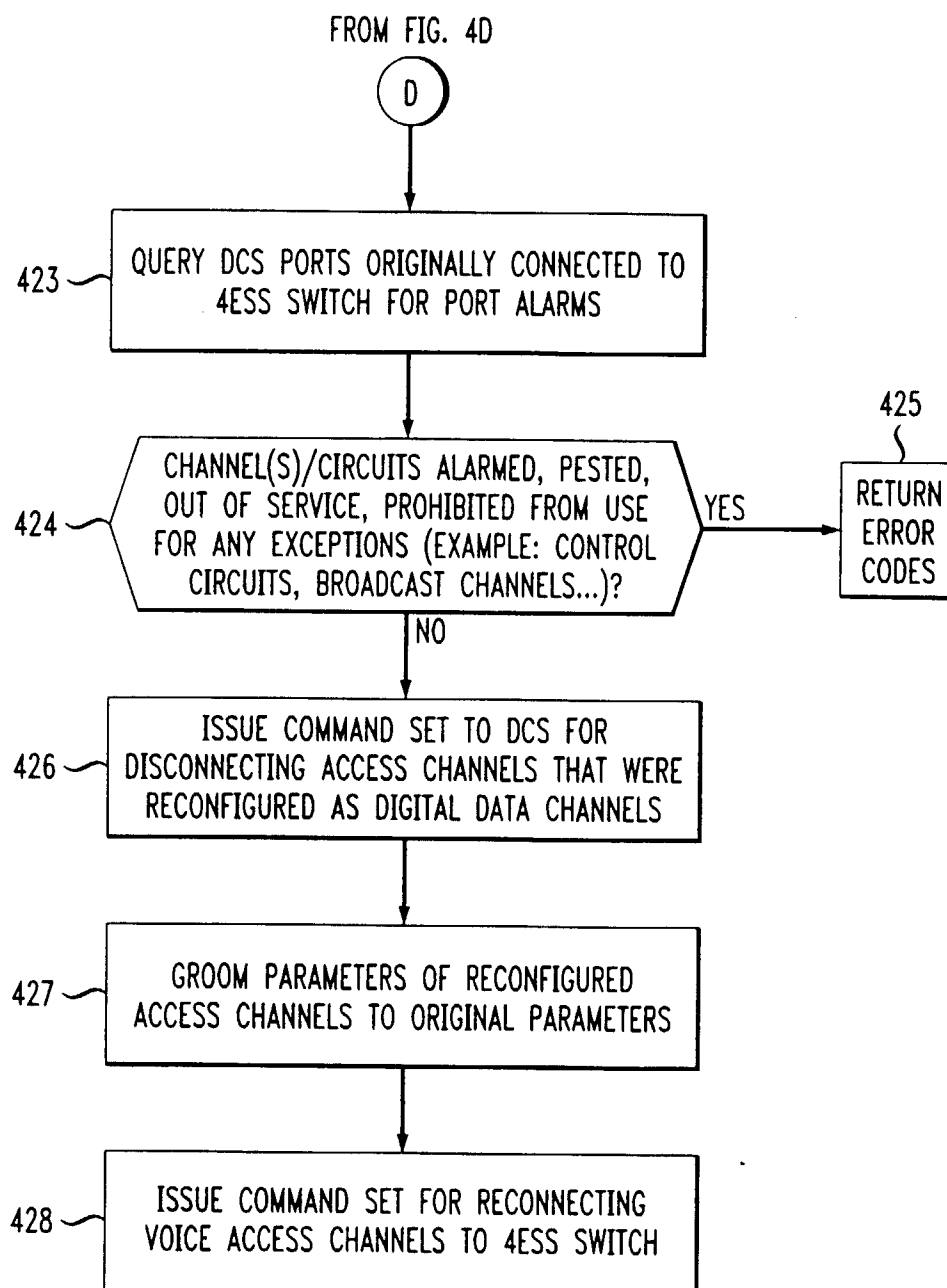 FROM FIG. 4D
D
423
QUERY DCS PORTS ORIGINALLY CONNECTED TO
4ESS SWITCH FOR PORT ALARMS
424
CHANNEL(S)/CIRCUITS ALARMED, PESTED,
OUT OF SERVICE, PROHIBITED FROM USE
FOR ANY EXCEPTIONS (EXAMPLE: CONTROL
CIRCUITS, BROADCAST CHANNELS...)?
YES
425
RETURN
ERROR
CODES
NO
426
ISSUE COMMAND SET TO DCS FOR
DISCONNECTING ACCESS CHANNELS THAT WERE
RECONFIGURED AS DIGITAL DATA CHANNELS
427
GROOM PARAMETERS OF RECONFIGURED
ACCESS CHANNELS TO ORIGINAL PARAMETERS
428
ISSUE COMMAND SET FOR RECONNECTING
VOICE ACCESS CHANNELS TO 4ESS SWITCH